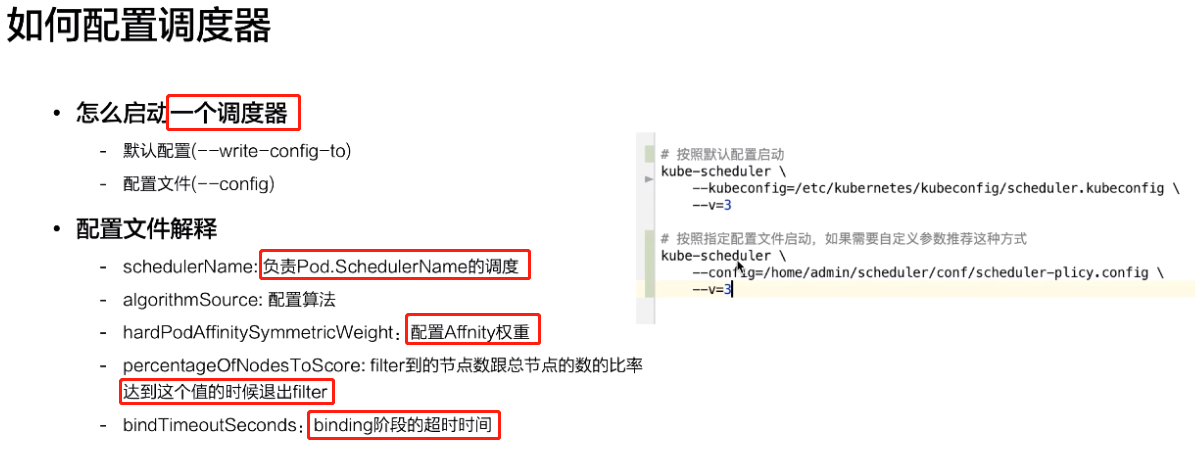 如何配置调度器
• 怎么启动一个调度器
- 默认配置(--write-config-to)
- 配置文件(--config)
• 配置文件解释
- schedulerName: 负责Pod.SchedulerName的调度
- algorithmSource: 配置算法
- hardPodAffinitySymmetricWeight：配置Affnity权重
- percentageOfNodesToScore: filter到的节点数跟总节点的数的比率
达到这个值的时候退出filter
- bindTimeoutSeconds：binding阶段的超时时间
# 按照默认配置启动
kube-scheduler \
--kubeconfig=/etc/kubernetes/kubeconfig/scheduler.kubeconfig \
--v=3
# 按照指定配置文件启动，如果需要自定义参数推荐这种方式
kube-scheduler \
--config=/home/admin/scheduler/conf/scheduler-plicy.config \
--v=3